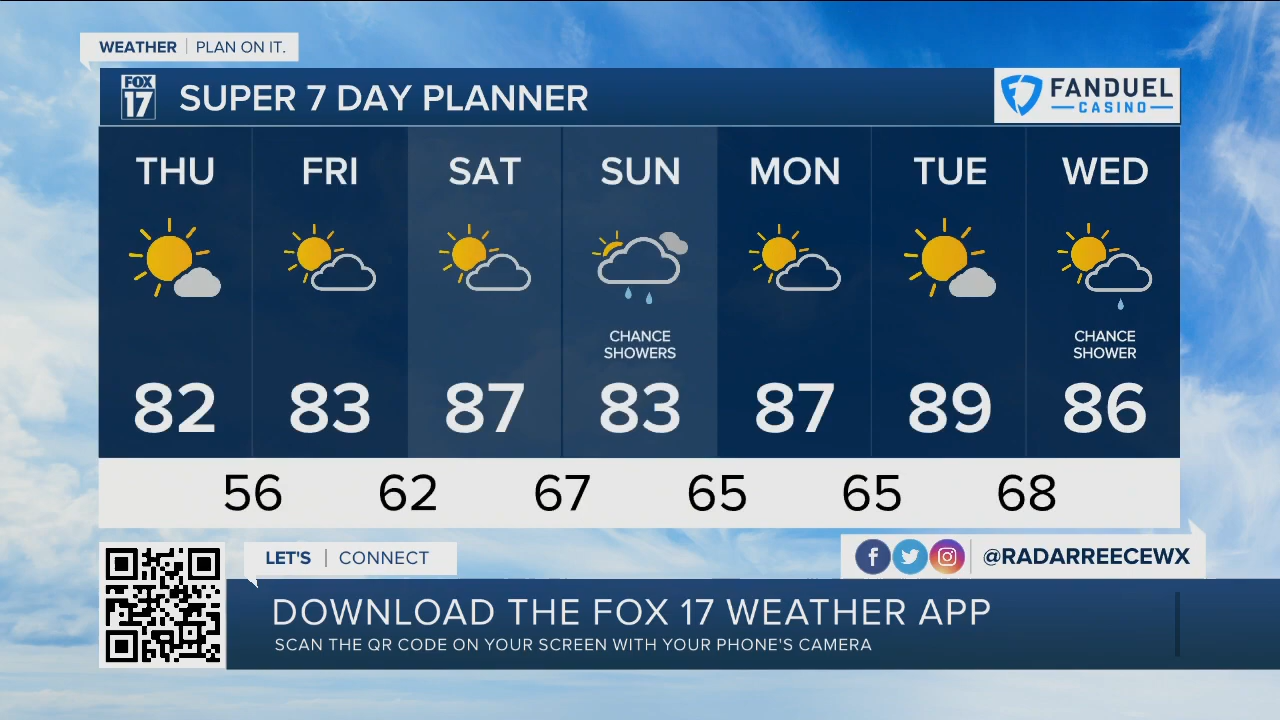 WEATHER | PLAN ON IT.
FOX
17
SUPER 7 DAY PLANNER
FANDUEL
CASINO
THU FRI SAT SUN MON TUE WED
CHANCE CHANCE
SHOWERS SHOWER
82 83 87 83 87 89 86
56 62 67 65 65 68
LET'S | CONNECT
@RADARREECEWX
DOWNLOAD THE FOX 17 WEATHER APP
SCAN THE QR CODE ON YOUR SCREEN WITH YOUR PHONE'S CAMERA